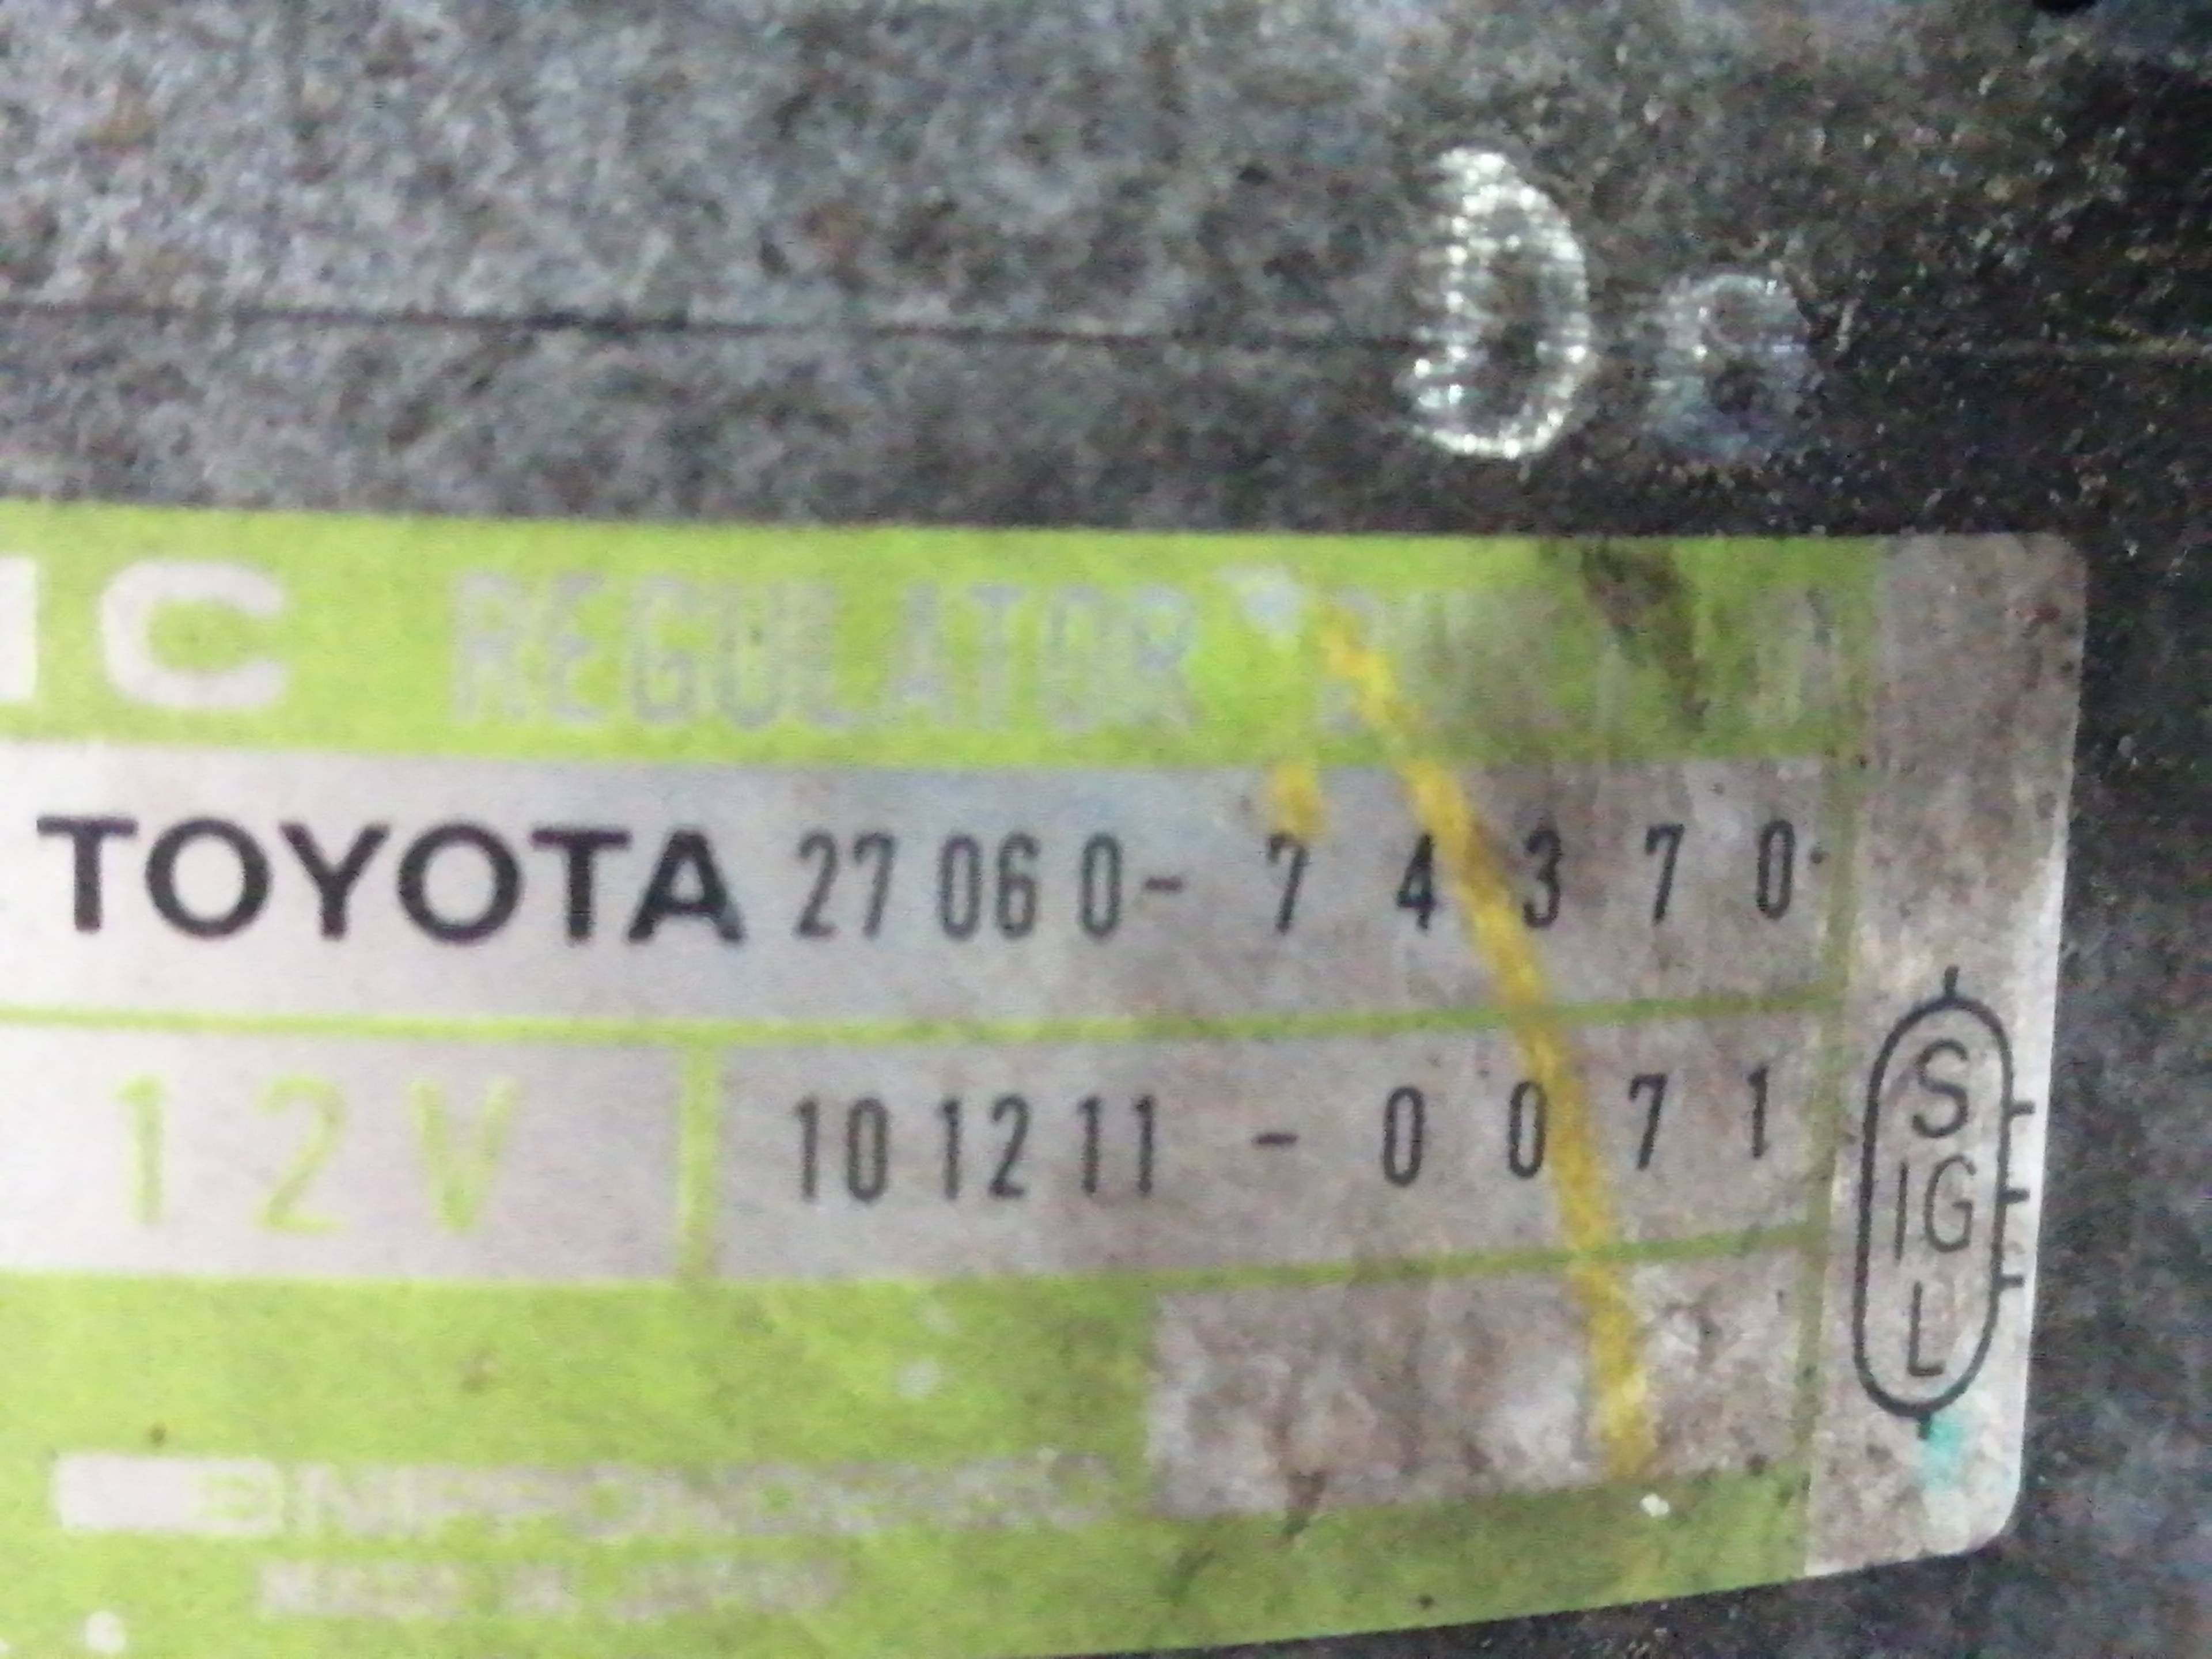 IC REGULATOR
TOYOTA 27060-74370
12V 101211-0071
S
IG
L